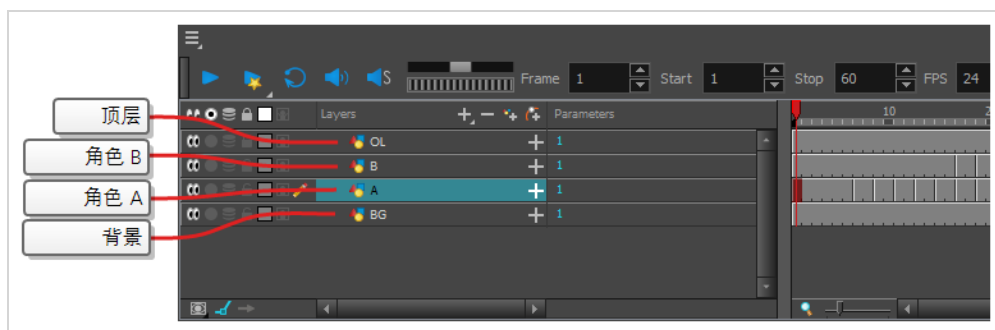 Frame 1 Start 1 Stop 60 FPS 24
Layers Parameters 10 2
顶层 OL 1
角色 B B 1
角色 A A 1
背景 BG 1
S